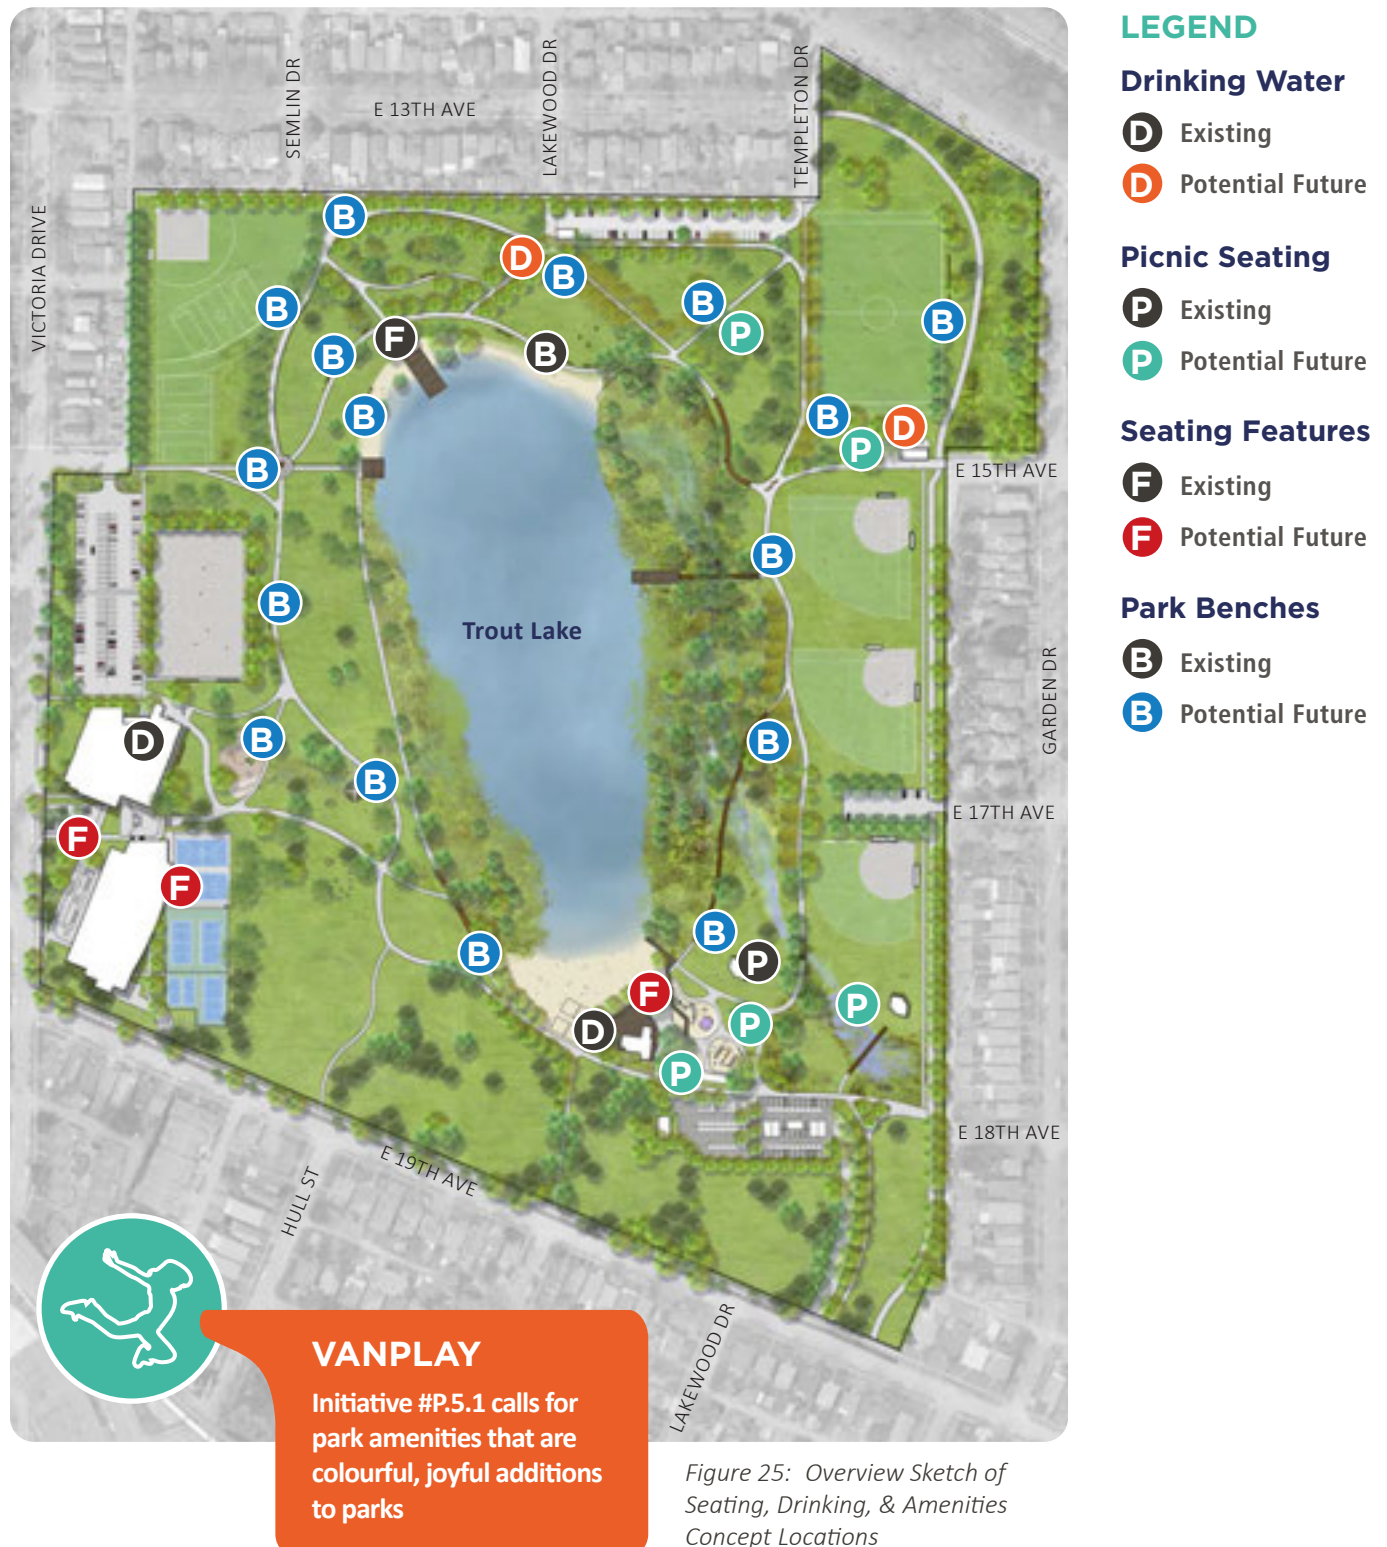 LEGEND
Drinking Water
D Existing
D Potential Future
Picnic Seating
P Existing
P Potential Future
Seating Features
F Existing
F Potential Future
Park Benches
B Existing
B Potential Future
SEMLIN DR
E 13TH AVE
LAKEWOOD DR
TEMPLETON DR
VICTORIA DRIVE
B
D
B
B
B
P
B
F
B
B
B
B
D
P
B
E 15TH AVE
B
B
Trout Lake
GARDEN DR
D
B
B
B
E 17TH AVE
F
F
B
B
P
F
P
P
D
P
E 18TH AVE
E 19TH AVE
HULL ST
LAKEWOOD DR
VANPLAY
Initiative #P.5.1 calls for
park amenities that are
colourful, joyful additions
to parks
Figure 25: Overview Sketch of
Seating, Drinking, & Amenities
Concept Locations